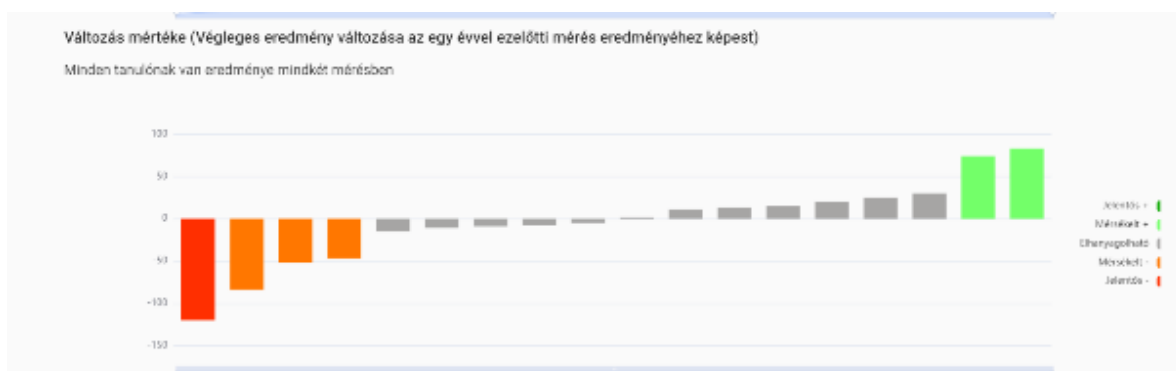 Változás mértéke (Végleges eredmény változása az egy évvel ezelőtti mérés eredményéhez képest)
Minden tanulónak van eredménye mindkét mérésben
100
50
0
-50
-100
-150
Jelentős +
Mérsékelt +
Elhanyagolható
Mérsékelt -
Jelentős -